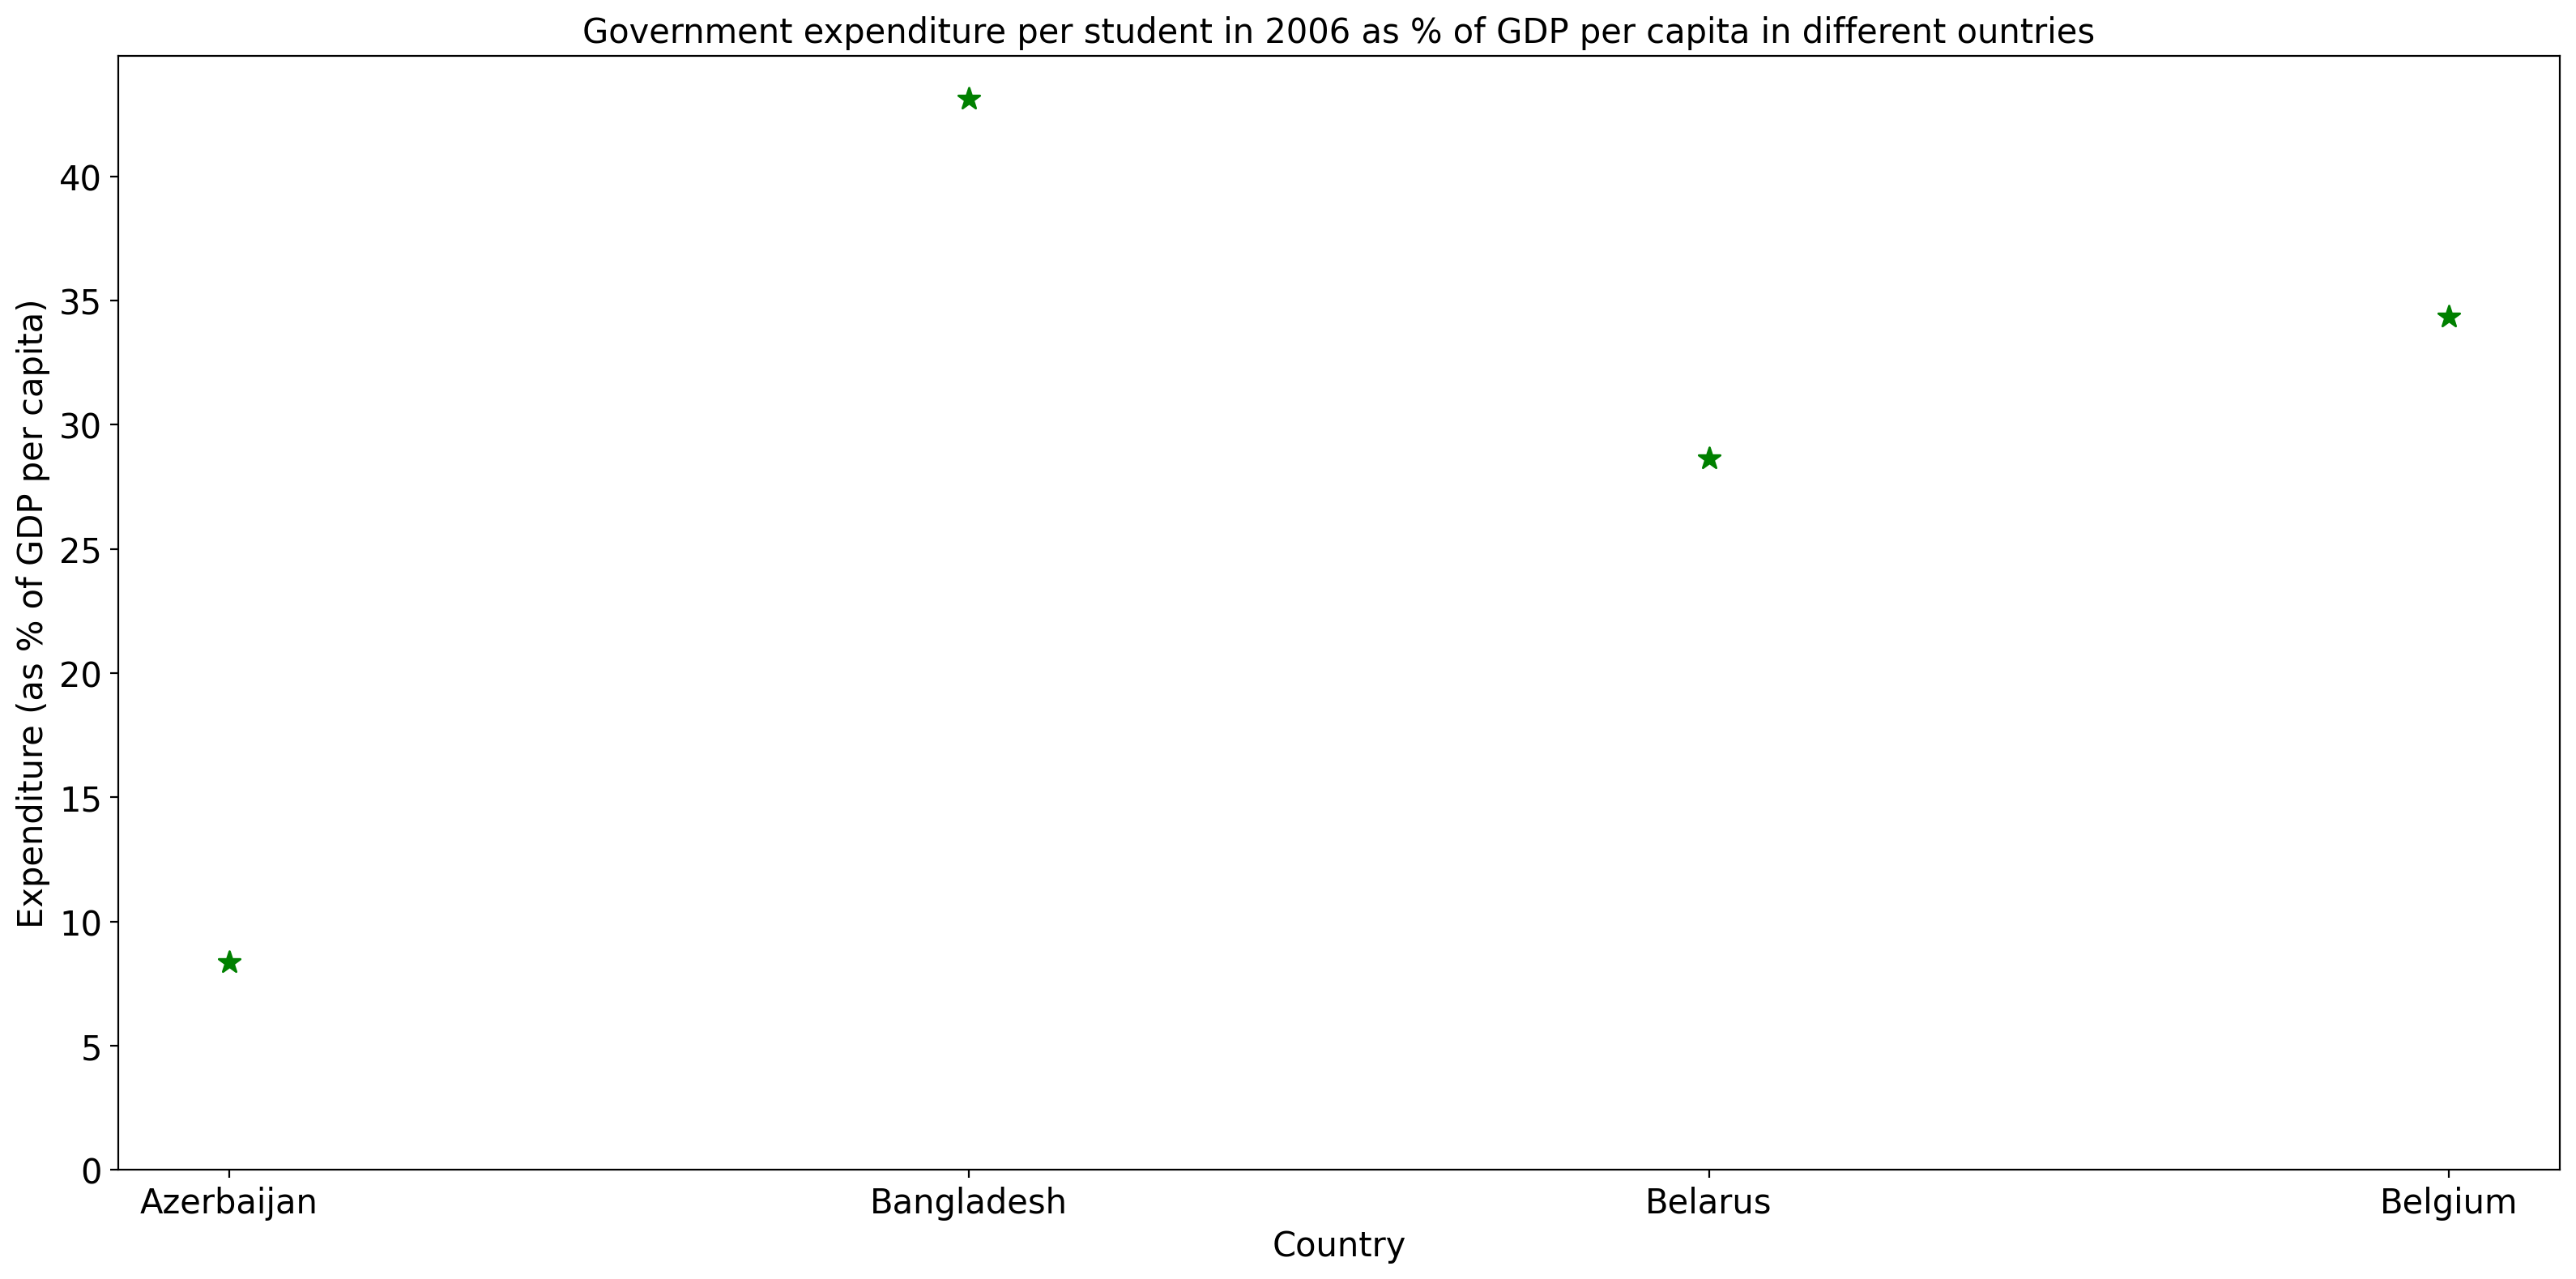 Government expenditure per student in 2006 as % of GDP per capita in different ountries
Expenditure (as % of GDP per capita)
40
35
30
25
20
15
10
5
0
Azerbaijan Bangladesh Belarus Belgium
Country